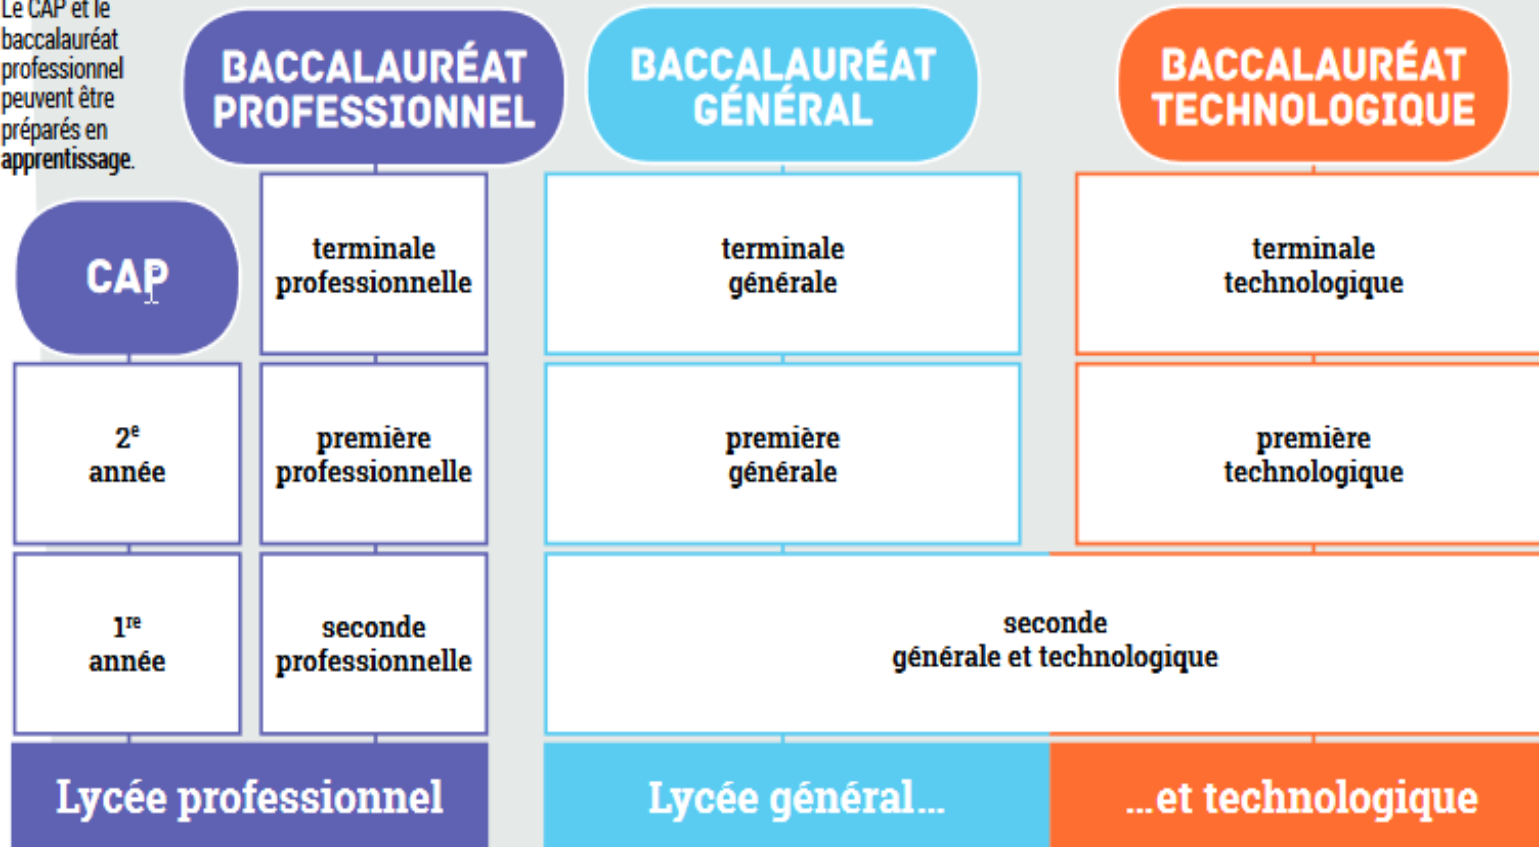 Le CAP et le
baccalauréat
professionnel
peuvent être
préparés en
apprentissage.
BACCALAURÉAT
PROFESSIONNEL
BACCALAURÉAT
GÉNÉRAL
BACCALAURÉAT
TECHNOLOGIQUE
CAP
terminale
professionnelle
terminale
générale
terminale
technologique
2e
année
première
professionnelle
première
générale
première
technologique
1re
année
seconde
professionnelle
seconde
générale et technologique
Lycée professionnel
Lycée général...
...et technologique